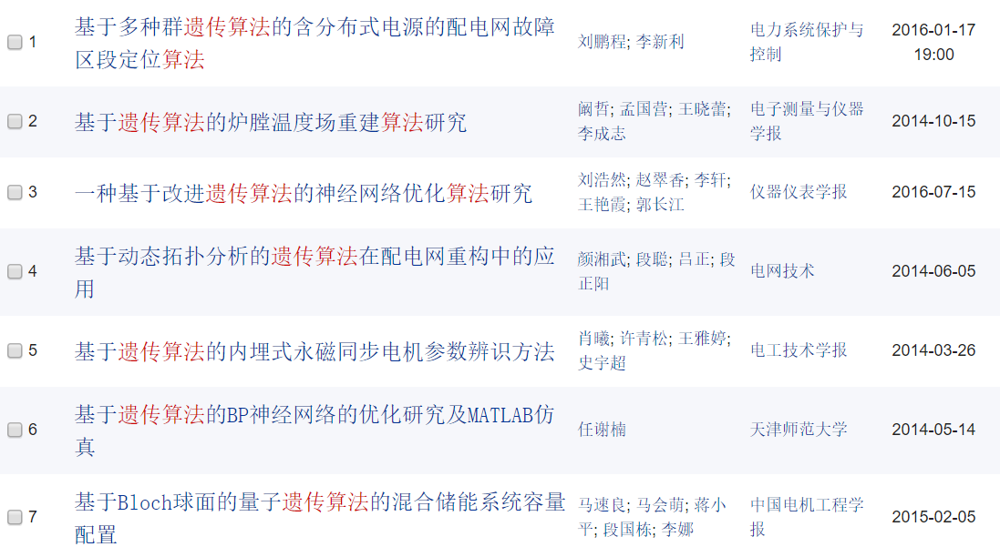 1 基于多种群遗传算法的含分布式电源的配电网故障 刘鹏程; 李新利 电力系统保护与 2016-01-17
区段定位算法 控制 19:00
2 基于遗传算法的炉膛温度场重建算法研究 阚哲; 孟国营; 王晓蕾; 电子测量与仪器 2014-10-15
李成志 学报
3 一种基于改进遗传算法的神经网络优化算法研究 刘浩然; 赵翠香; 李轩; 仪器仪表学报 2016-07-15
王艳霞; 郭长江
4 基于动态拓扑分析的遗传算法在配电网重构中的应 颜湘武; 段聪; 吕正; 段 电网技术 2014-06-05
用 正阳
5 基于遗传算法的内埋式永磁同步电机参数辨识方法 肖曦; 许青松; 王雅婷; 电工技术学报 2014-03-26
史宇超
6 基于遗传算法的BP神经网络的优化研究及MATLAB仿 任谢楠 天津师范大学 2014-05-14
真
7 基于Bloch球面的量子遗传算法的混合储能系统容量 马速良; 马会萌; 蒋小 中国电机工程学 2015-02-05
配置 平; 段国栋; 李娜 报